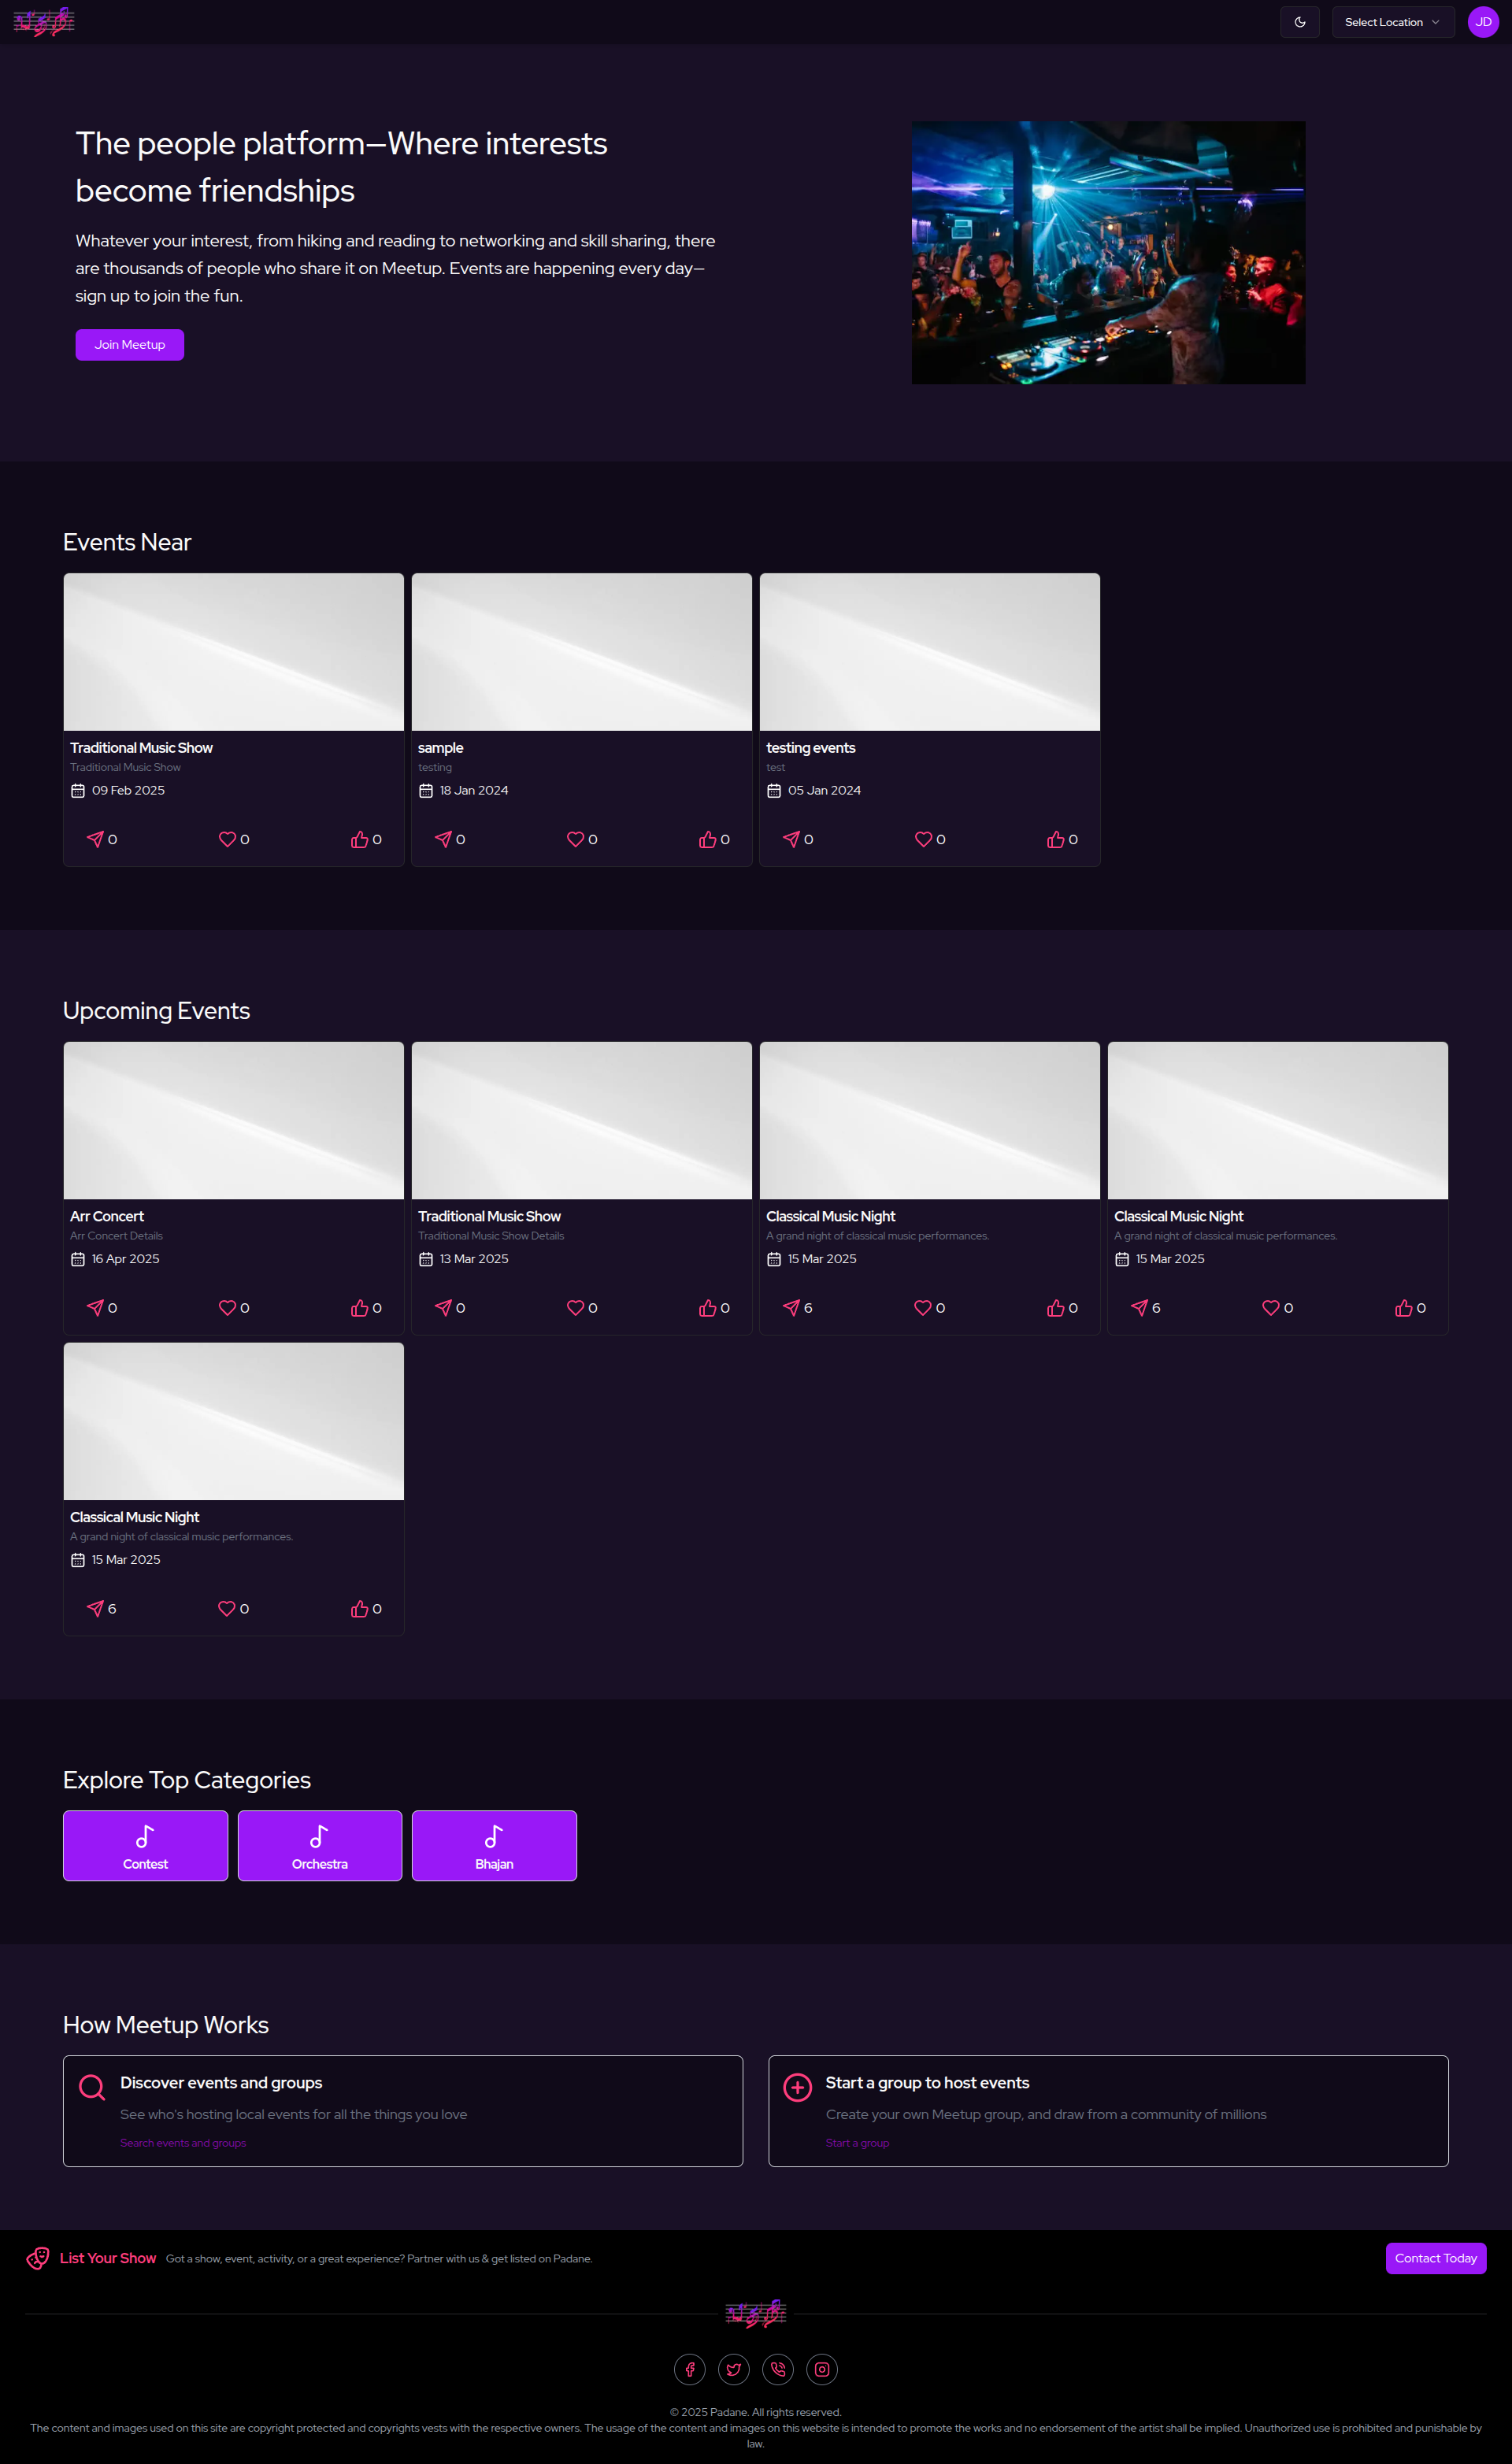 Select Location
JD
The people platform—Where interests
become friendships
Whatever your interest, from hiking and reading to networking and skill sharing, there
are thousands of people who share it on Meetup. Events are happening every day—
sign up to join the fun.
Join Meetup
Events Near
Traditional Music Show
Traditional Music Show
09 Feb 2025
0 0 0
sample
testing
18 Jan 2024
0 0 0
testing events
test
05 Jan 2024
0 0 0
Upcoming Events
Arr Concert
Arr Concert Details
16 Apr 2025
0 0 0
Traditional Music Show
Traditional Music Show Details
13 Mar 2025
0 0 0
Classical Music Night
A grand night of classical music performances.
15 Mar 2025
6 0 0
Classical Music Night
A grand night of classical music performances.
15 Mar 2025
6 0 0
Classical Music Night
A grand night of classical music performances.
15 Mar 2025
6 0 0
Explore Top Categories
Contest
Orchestra
Bhajan
How Meetup Works
Discover events and groups
See who's hosting local events for all the things you love
Search events and groups
Start a group to host events
Create your own Meetup group, and draw from a community of millions
Start a group
List Your Show Got a show, event, activity, or a great experience? Partner with us & get listed on Padane.
Contact Today
© 2025 Padane. All rights reserved.
The content and images used on this site are copyright protected and copyrights vests with the respective owners. The usage of the content and images on this website is intended to promote the works and no endorsement of the artist shall be implied. Unauthorized use is prohibited and punishable by
law.